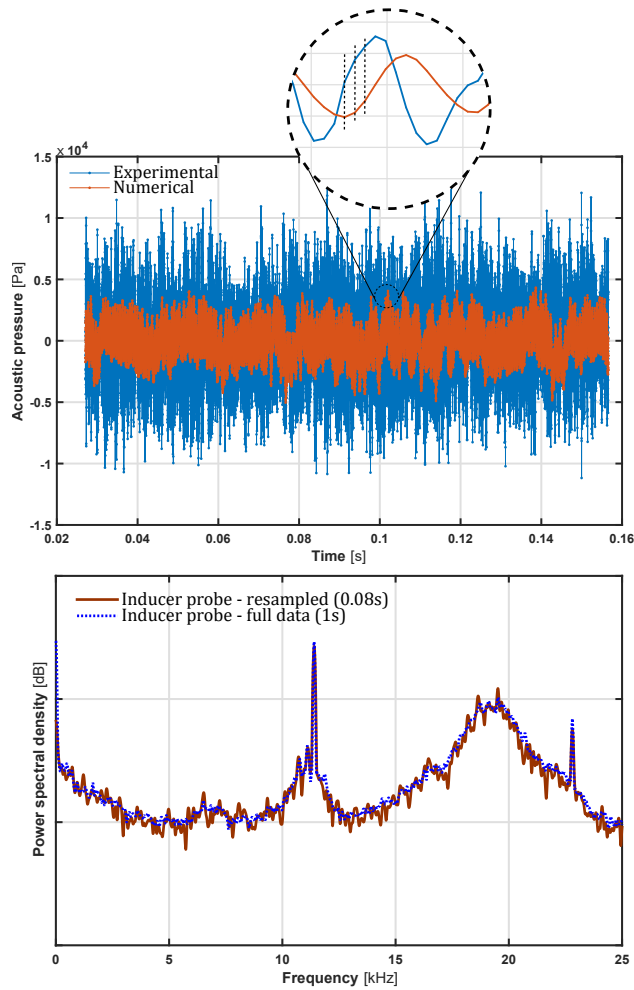 1.5 × 10⁴
Experimental
Numerical
1
0.5
0
-0.5
-1
-1.5
Acoustic pressure [Pa]
0.02 0.04 0.06 0.08 0.1 0.12 0.14 0.16
Time [s]
Inducer probe - resampled (0.08s)
Inducer probe - full data (1s)
Power spectral density [dB]
0 5 10 15 20 25
Frequency [kHz]